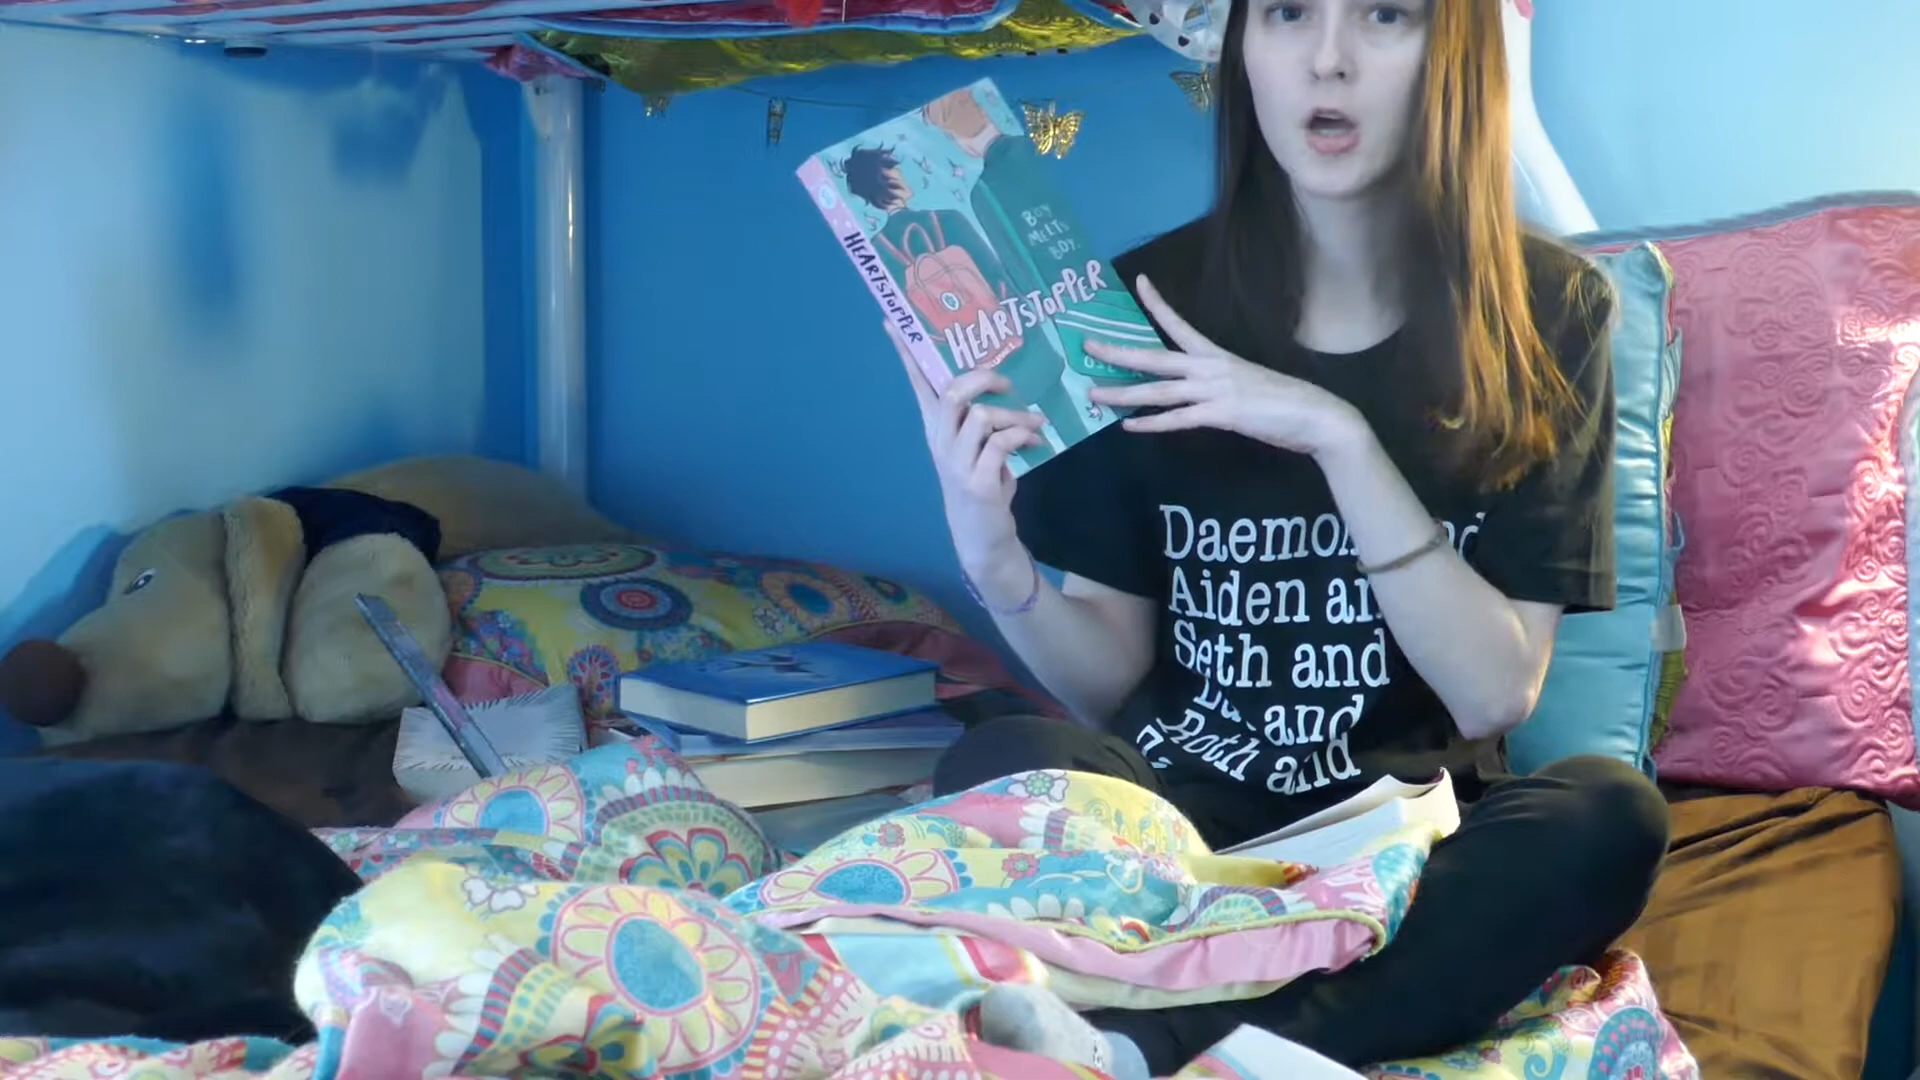 HEARTSTOPPER
BOY
MEETS
BOY.
HEARTSTOPPER
Daemon
Aiden an
Seth and
and
Roth and